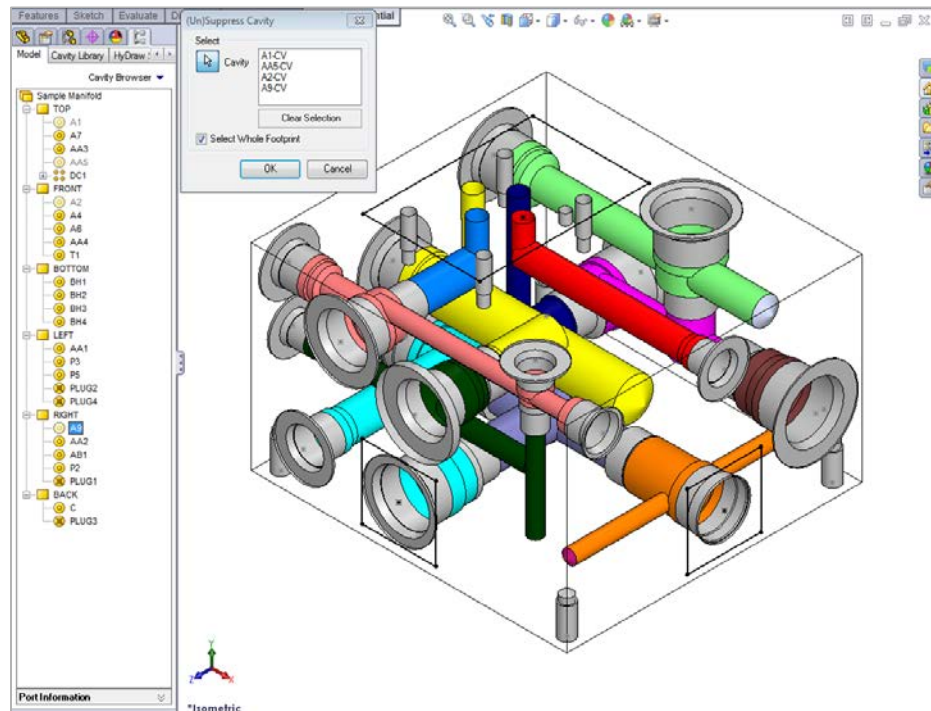 Features Sketch Evaluate
(Un)Suppress Cavity
Select
Cavity
A1-CV
AA5-CV
A2-CV
A9-CV
Clear Selection
Select Whole Footprint
OK Cancel
Model Cavity Library HyDraw
Cavity Browser
Sample Manifold
TOP
A1
A7
AA3
AA5
DC1
FRONT
A2
A4
A6
AA4
T1
BOTTOM
BH1
BH2
BH3
BH4
LEFT
AA1
P3
P5
PLUG2
PLUG4
RIGHT
A9
AA2
AB1
P2
PLUG1
BACK
C
PLUG3
Port Information
Y
Z X
*Isometric